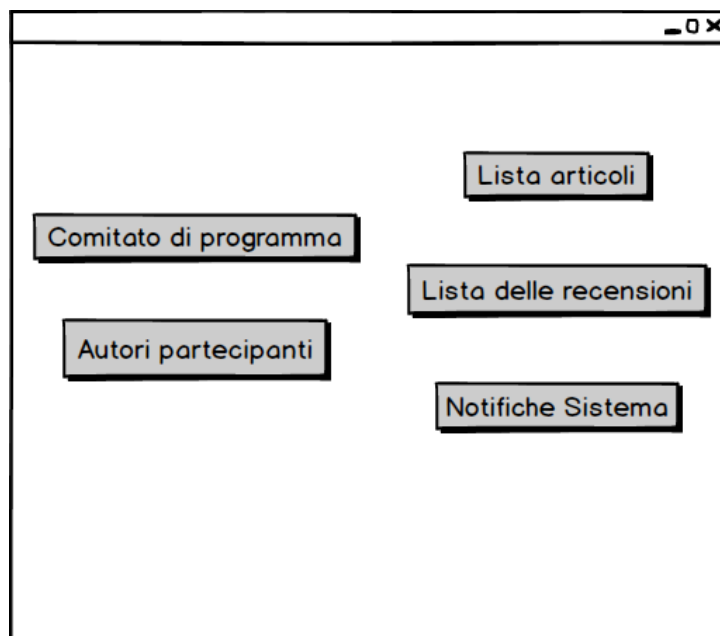 Comitato di programma
Autori partecipanti
Lista articoli
Lista delle recensioni
Notifiche Sistema